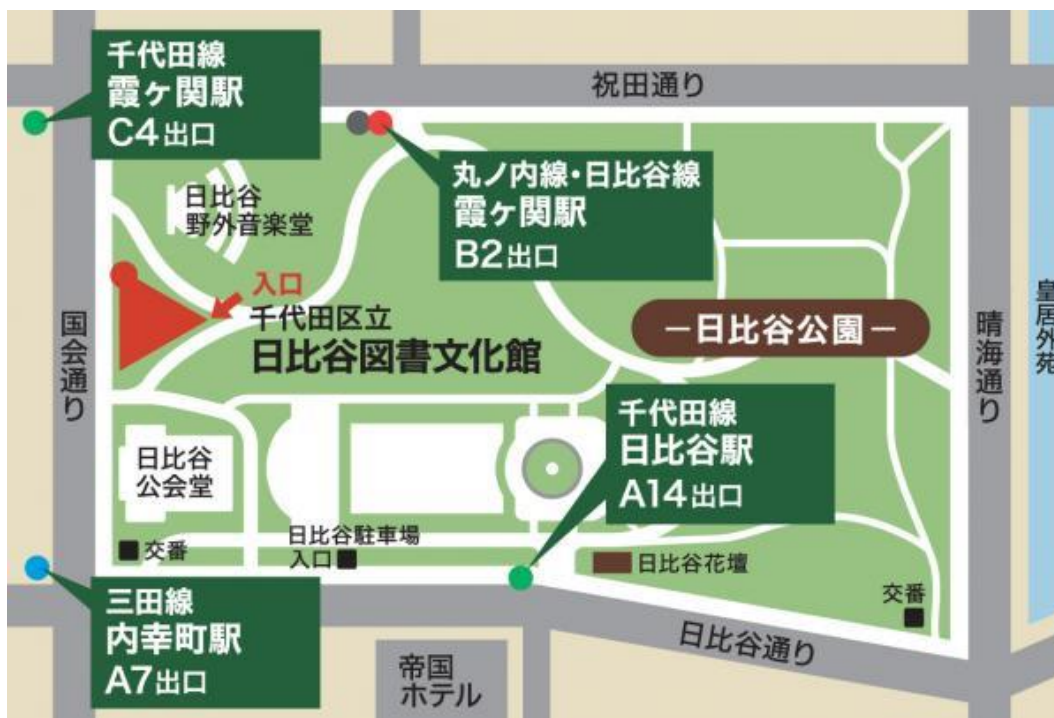 千代田線
霞ヶ関駅
C4出口
祝田通り
丸ノ内線・日比谷線
霞ヶ関駅
B2出口
日比谷
野外音楽堂
入口
千代田区立
日比谷図書文化館
－日比谷公園－
国会通り
晴海通り
皇居外苑
千代田線
日比谷駅
A14出口
日比谷
公会堂
交番
日比谷駐車場
入口
日比谷花壇
交番
三田線
内幸町駅
A7出口
日比谷通り
帝国
ホテル